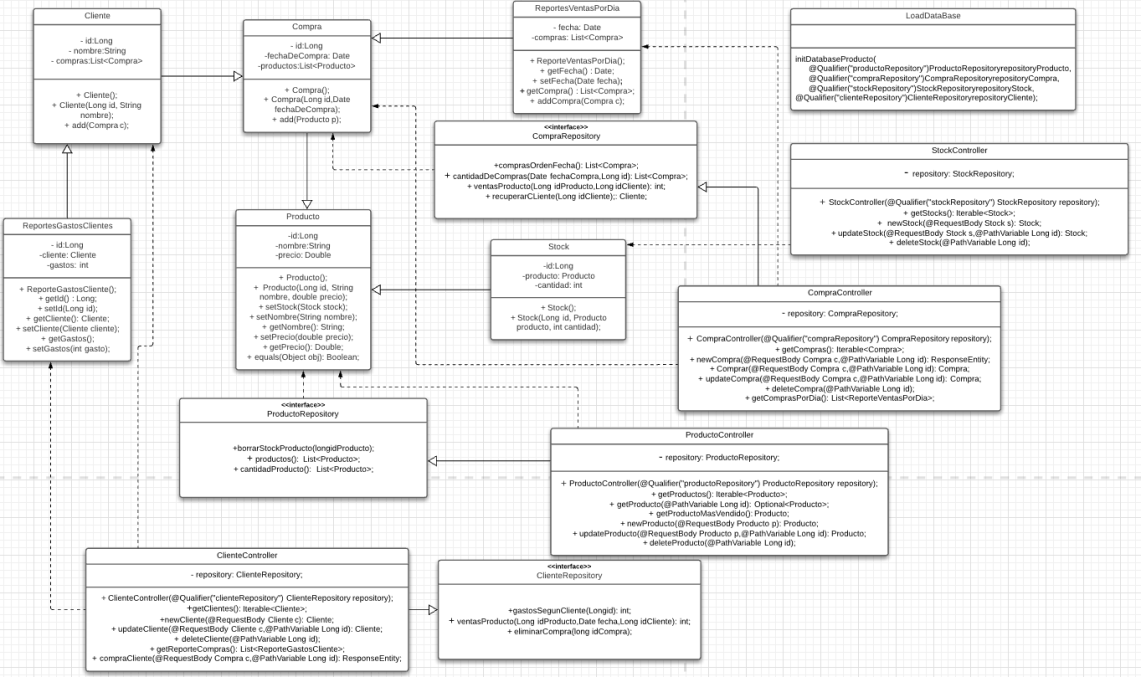 Cliente
- id:Long
- nombre:String
- compras:List<Compra>
+ Cliente();
+ Cliente(Long id, String
nombre);
+ add(Compra c);
Compra
- id:Long
-fechaDeCompra: Date
-productos:List<Producto>
+ Compra();
+ Compra(Long id,Date
fechaDeCompra);
+ add(Producto p);
ReportesVentasPorDia
- fecha: Date
-compras: List<Compra>
+ ReporteVentasPorDia();
+ getFecha() : Date;
+ setFecha(Date fecha);
+ getCompra() : List<Compra>;
+ addCompra(Compra c);
LoadDataBase
initDatabaseProducto(
@Qualifier("productoRepository")ProductoRepositoryrepositoryProducto,
@Qualifier("compraRepository")CompraRepositoryrepositoryCompra,
@Qualifier("stockRepository")StockRepositoryrepositoryStock,
@Qualifier("clienteRepository")ClienteRepositoryrepositoryCliente);
<<interface>>
CompraRepository
+comprasOrdenFecha(): List<Compra>;
+ cantidadDeCompras(Date fechaCompra,Long id): List<Compra>;
+ ventasProducto(Long idProducto,Long idCliente): int;
+ recuperarCLiente(Long idCliente);: Cliente;
StockController
- repository: StockRepository;
+ StockController(@Qualifier("stockRepository") StockRepository repository);
+ getStocks(): Iterable<Stock>;
+ newStock(@RequestBody Stock s): Stock;
+ updateStock(@RequestBody Stock s,@PathVariable Long id): Stock;
+ deleteStock(@PathVariable Long id);
ReportesGastosClientes
- id:Long
-cliente: Cliente
-gastos: int
+ ReporteGastosCliente();
+ getId() : Long;
+ setId(Long id);
+ getCliente(): Cliente;
+ setCliente(Cliente cliente);
+ getGastos();
+ setGastos(int gasto);
Producto
-id:Long
-nombre:String
-precio: Double
+ Producto();
+ Producto(Long id, String
nombre, double precio);
+ setStock(Stock stock);
+ setNombre(String nombre);
+ getNombre(): String;
+ setPrecio(double precio);
+ getPrecio(): Double;
+ equals(Object obj): Boolean;
Stock
-id:Long
-producto: Producto
-cantidad: int
+ Stock();
+ Stock(Long id, Producto
producto, int cantidad);
CompraController
- repository: CompraRepository;
+ CompraController(@Qualifier("compraRepository") CompraRepository repository);
+ getCompras(): Iterable<Compra>;
+ newCompra(@RequestBody Compra c,@PathVariable Long id): ResponseEntity;
+ Comprar(@RequestBody Compra c,@PathVariable Long id): Compra;
+ updateCompra(@RequestBody Compra c,@PathVariable Long id): Compra;
+ deleteCompra(@PathVariable Long id);
+ getComprasPorDia(): List<ReporteVentasPorDia>;
<<interface>>
ProductoRepository
+borrarStockProducto(longidProducto);
+ productos(): List<Producto>;
+ cantidadProducto(): List<Producto>;
ProductoController
- repository: ProductoRepository;
+ ProductoController(@Qualifier("productoRepository") ProductoRepository repository);
+ getProductos(): Iterable<Producto>;
+ getProducto(@PathVariable Long id): Optional<Producto>;
+ getProductoMasVendido(): Producto;
+ newProducto(@RequestBody Producto p): Producto;
+ updateProducto(@RequestBody Producto p,@PathVariable Long id): Producto;
+ deleteProducto(@PathVariable Long id);
ClienteController
- repository: ClienteRepository;
+ ClienteController(@Qualifier("clienteRepository") ClienteRepository repository);
+getClientes(): Iterable<Cliente>;
+newCliente(@RequestBody Cliente c): Cliente;
+ updateCliente(@RequestBody Cliente c,@PathVariable Long id): Cliente;
+ deleteCliente(@PathVariable Long id);
+ getReporteCompras(): List<ReporteGastosCliente>;
+ compraCliente(@RequestBody Compra c,@PathVariable Long id): ResponseEntity;
<<interface>>
ClienteRepository
+gastosSegunCliente(Longid): int;
+ ventasProducto(Long idProducto,Date fecha,Long idCliente): int;
+ eliminarCompra(long idCompra);